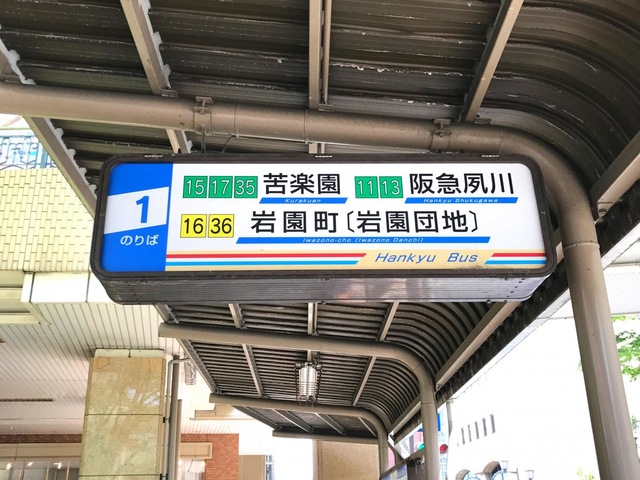 1
のりば
15 17 35 苦楽園 11 13 阪急夙川
Kurakuen Hankyu Shukugawa
16 36 岩園町〔岩園団地〕
Iwazono-cho (Iwazono Danchi)
Hankyu Bus